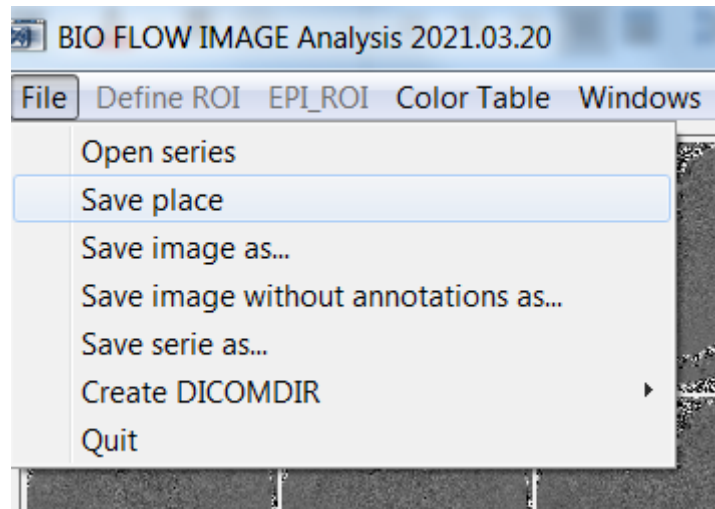 BIO FLOW IMAGE Analysis 2021.03.20
File Define ROI EPI_ROI Color Table Windows
Open series
Save place
Save image as...
Save image without annotations as...
Save serie as...
Create DICOMDIR
Quit